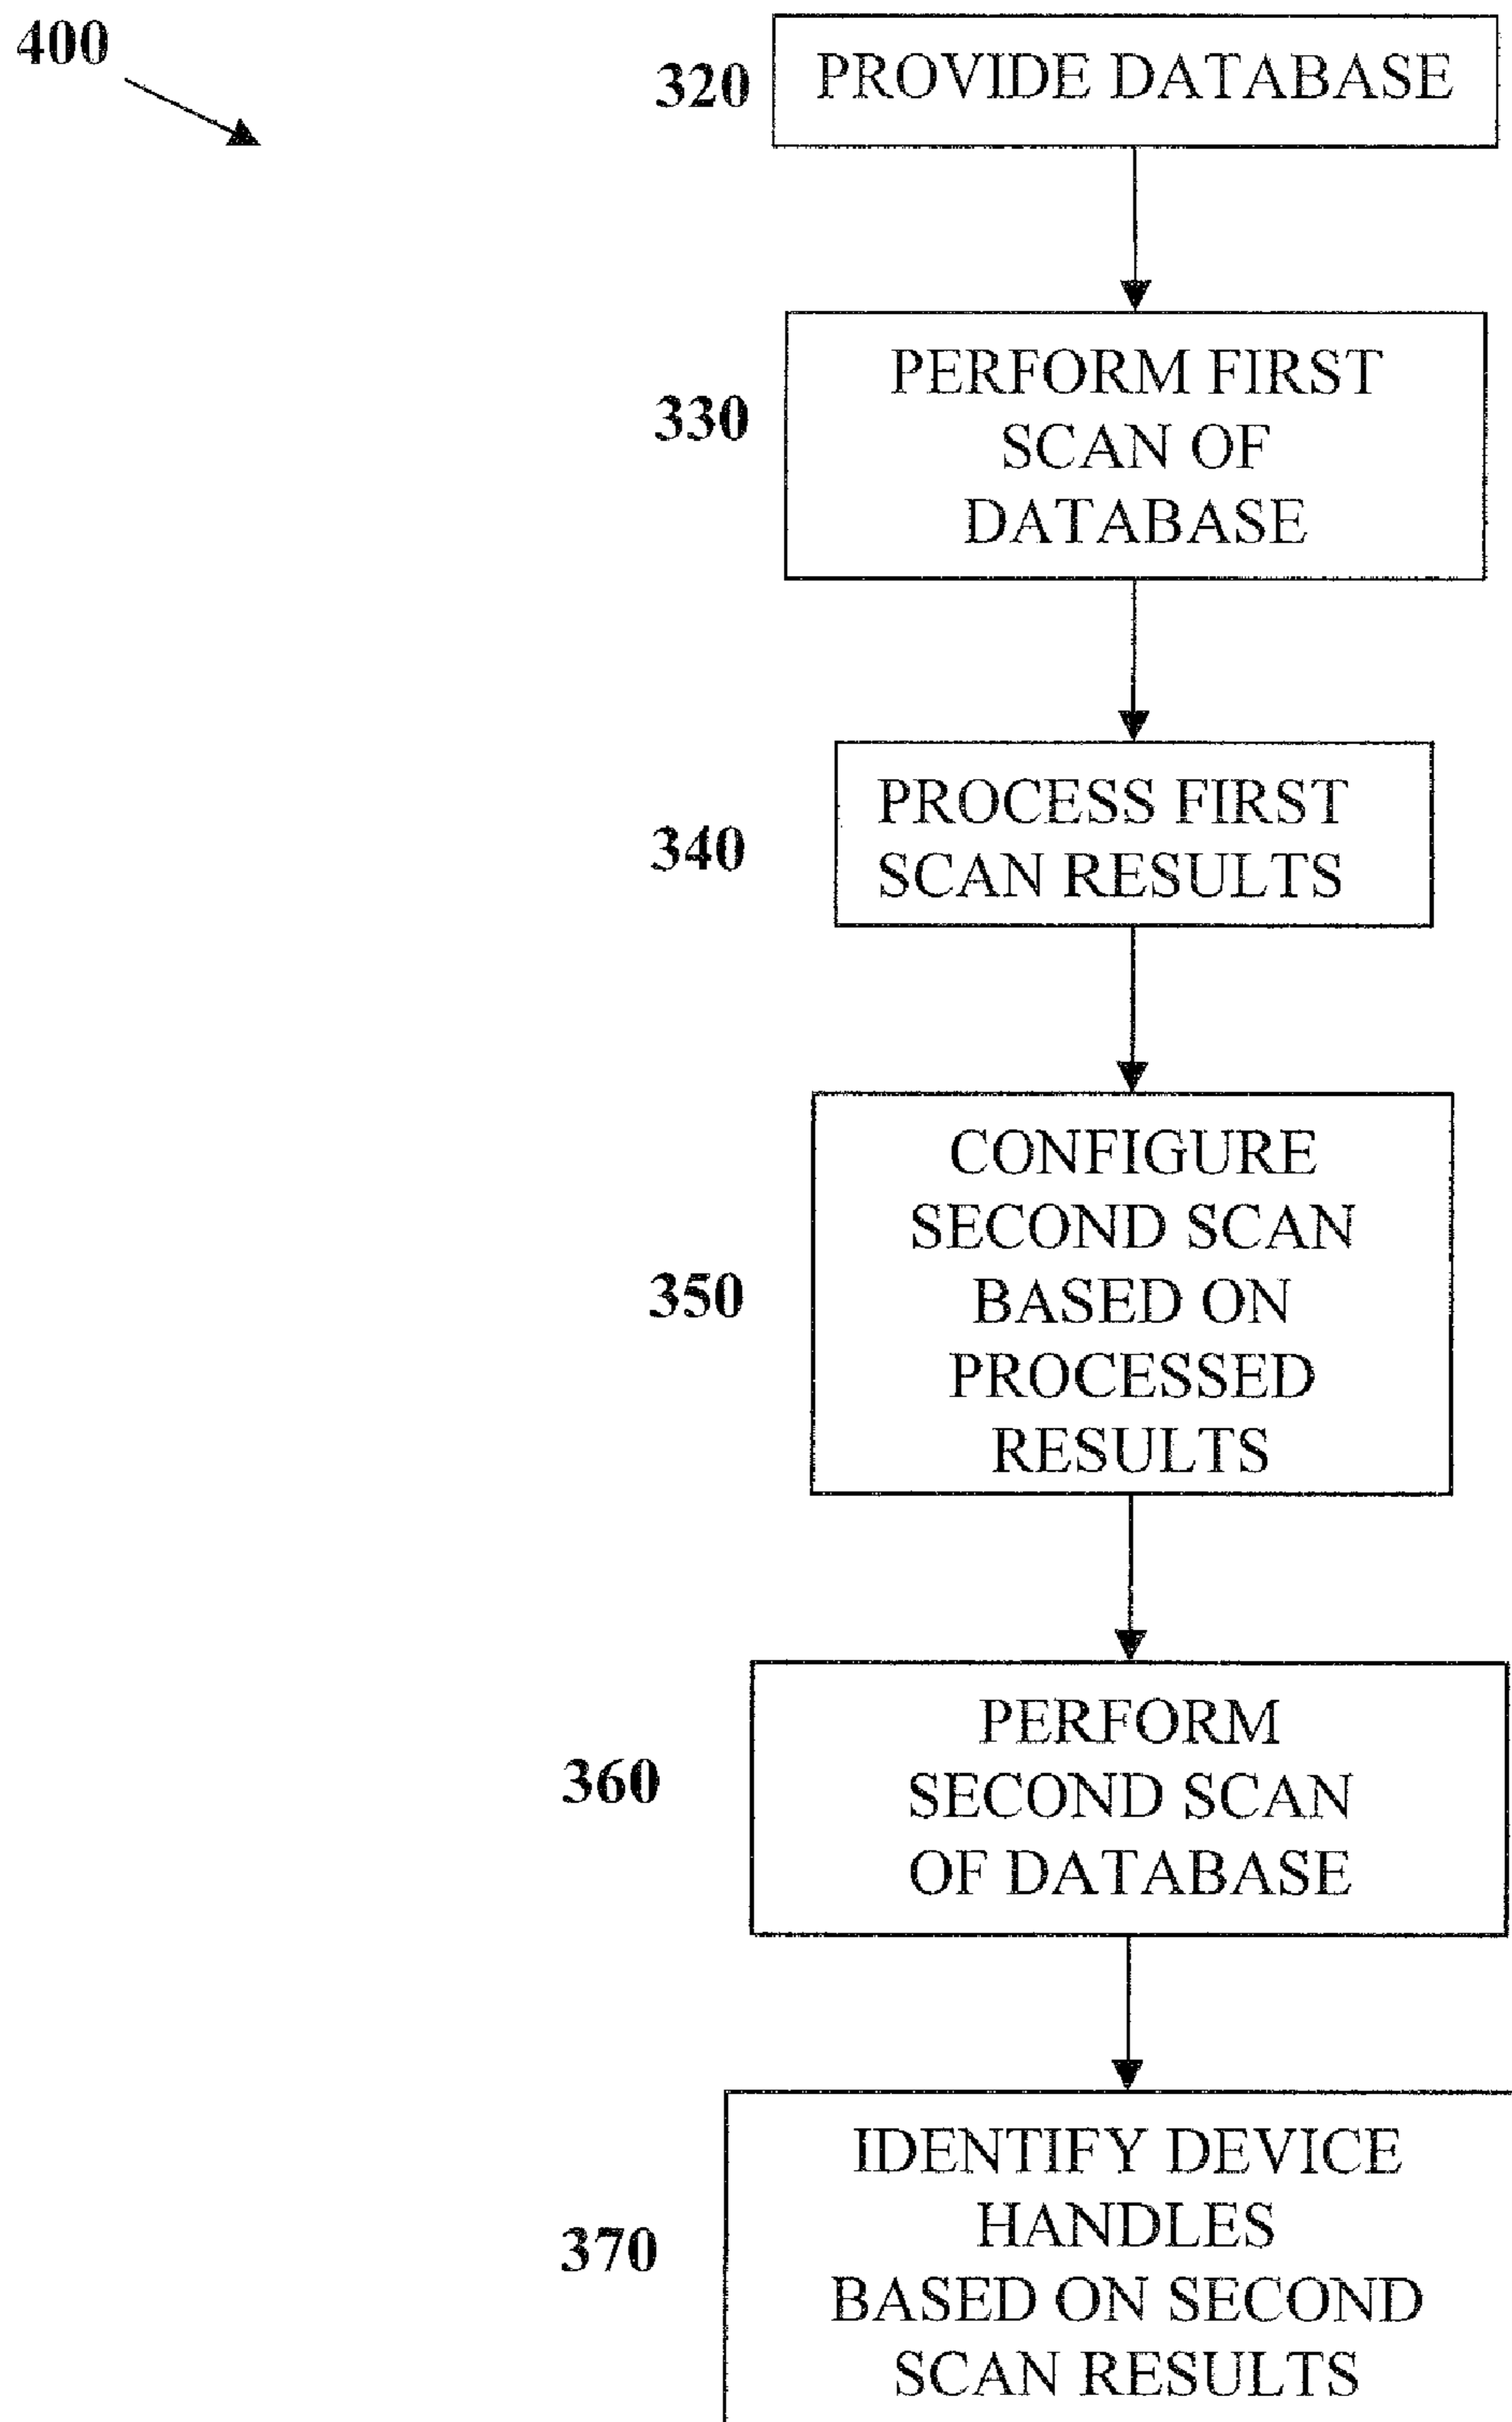 400
320
PROVIDE DATABASE
330
PERFORM FIRST
SCAN OF
DATABASE
340
PROCESS FIRST
SCAN RESULTS
350
CONFIGURE
SECOND SCAN
BASED ON
PROCESSED
RESULTS
360
PERFORM
SECOND SCAN
OF DATABASE
370
IDENTIFY DEVICE
HANDLES
BASED ON SECOND
SCAN RESULTS